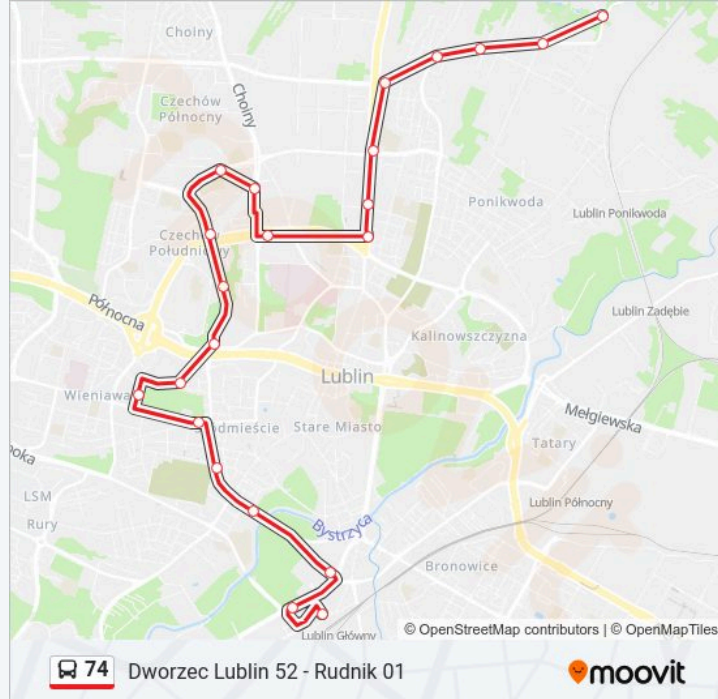 Choiny
Czechów
Północny
Choiny
Ponikwoda
Lublin Ponikwoda
Czechów
Południowy
Północna
Lublin Zadębie
Kalinowszczyzna
Lublin
Wieniawa
Mełgiewska
Stare Miasto
Tatary
LSM
Rury
Lublin Północny
Bystrzyca
Bronowice
Lublin Główny
© OpenStreetMap contributors | © OpenMapTiles
74 Dworzec Lublin 52 - Rudnik 01
moovit